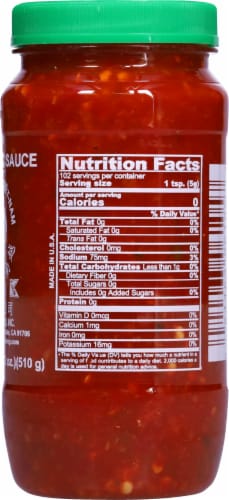 SAUCE
Nutrition Facts
102 servings per container
Serving size 1 tsp. (5g)
Amount per serving
Calories 0
% Daily Value*
Total Fat 0g 0%
Saturated Fat 0g 0%
Trans Fat 0g
Cholesterol 0mg 0%
Sodium 75mg 3%
Total Carbohydrates Less than 1g 0%
Dietary Fiber 0g 0%
Total Sugars 0g
Includes 0g Added Sugars 0%
Protein 0g
Vitamin D 0mcg 0%
Calcium 1mg 0%
Iron 0mg 0%
Potassium 16mg 0%
*The % Daily Value (DV) tells you how much a nutrient in a
serving of food contributes to a daily diet. 2,000 calories a
day is used for general nutrition advice.
MADE IN U.S.A.
K
INC.
, CA 91706
.)(510 g)